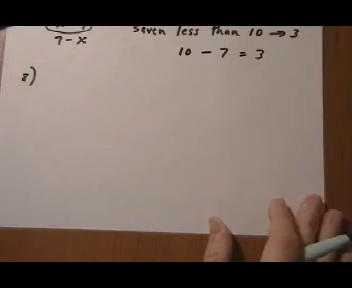 seven less than 10 → 3
7 - x
10 - 7 = 3
8)